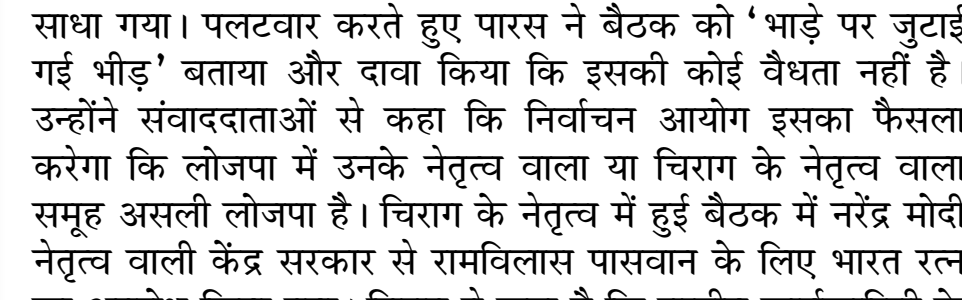 साधा गया। पलटवार करते हुए पारस ने बैठक को ‘भाड़े पर जुटाई
गई भीड़’ बताया और दावा किया कि इसकी कोई वैधता नहीं है।
उन्होंने संवाददाताओं से कहा कि निर्वाचन आयोग इसका फैसला
करेगा कि लोजपा में उनके नेतृत्व वाला या चिराग के नेतृत्व वाला
समूह असली लोजपा है। चिराग के नेतृत्व में हुई बैठक में नरेंद्र मोदी
नेतृत्व वाली केंद्र सरकार से रामविलास पासवान के लिए भारत रत्न